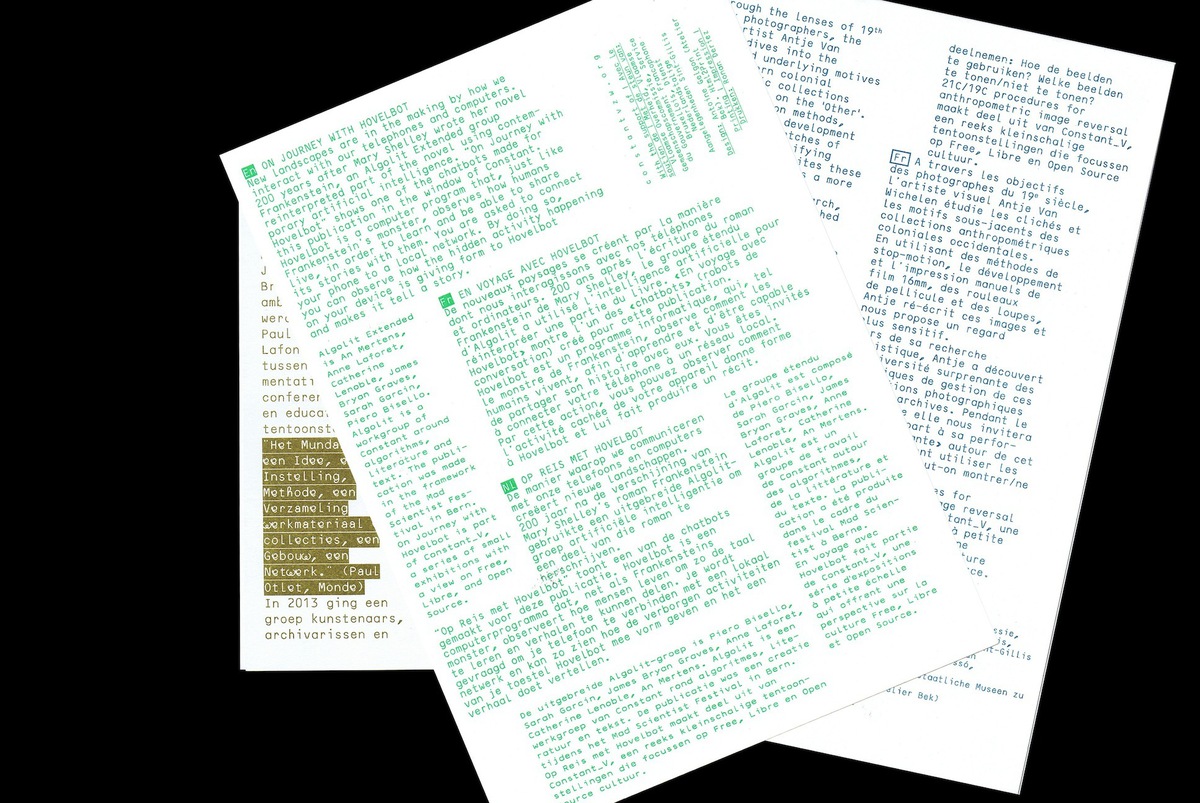 En ON JOURNEY WITH HOVELBOT
New landscapes are in the making by how we
interact with our telephones and computers.
200 years after Mary Shelley wrote her novel
Frankenstein, an Algolit Extended group
reinterpreted part of the novel using contem-
porary artificial intelligence. On Journey with
Hovelbot shows one of the chatbots made for
this publication in the window of Constant.
Hovelbot is a computer program that, just like
Frankenstein's monster, observes how humans
live, in order to learn and be able to share
its stories with them. You are asked to connect
your phone to a local network. By doing so,
you can observe how the hidden activity happening
on your device is giving form to Hovelbot
and makes it tell a story.
Algolit Extended
is An Mertens,
Anne Laforet,
Catherine
Lenoble, James
Bryan Graves,
Sarah Garcin,
Piero Bisello.
Algolit is a
workgroup of
Constant around
algorithms,
literature and
text. The publi-
cation was made
in the framework
of the Mad
Scientist Fes-
tival in Bern.
On Journey with
Hovelbot is part
of Constant_V,
a series of small
exhibitions with
a view on Free,
Libre, and Open
Source.
Fr EN VOYAGE AVEC HOVELBOT
De nouveaux paysages se créent par la manière
dont nous interagissons avec nos téléphones
et ordinateurs. 200 ans après l'écriture du roman
Frankenstein de Mary Shelley, le groupe étendu
d'Algolit a utilisé l'intelligence artificielle pour
réinterpréer une partie du livre. «En voyage avec
Hovelbot» montre l'un des «chatbots» (robots de
conversation) créé pour cette publication.
Hovelbot est un programme informatique, qui, tel
le monstre de Frankenstein, observe comment les
humains vivent, afin d'apprendre et d'être capable
de partager son histoire avec eux. Vous êtes invités
à connecter votre téléphone à un réseau local.
Par cette action, vous pouvez observer comment
l'activité cachée de votre appareil donne forme
à Hovelbot et lui fait produire un récit.
Le groupe étendu
d'Algolit est composé
de Piero Bisello,
Sarah Garcin, James
Bryan Graves, Anne
Laforet, Catherine
Lenoble, An Mertens.
Algolit est un
groupe de travail
de Constant autour
des algorithmes,
de la littérature et
du texte. La publi-
cation a été produite
dans le cadre du
festival Mad Scien-
tist à Berne.
En voyage avec
Hovelbot fait partie
de Constant_V, une
série d'expositions
à petite échelle
qui offrent une
perspective sur la
culture Free, Libre
et Open Source.
Nl OP REIS MET HOVELBOT
De manier waarop we communiceren
met onze telefoons en computers
creëert nieuwe landschappen.
200 jaar na de verschijning van
Mary Shelley's roman Frankenstein
gebruikte een uitgebreide Algolit-
groep artificiële intelligentie om
een deel van de roman te
herschrijven.
"Op Reis met Hovelbot" toont een van de chatbots
gemaakt voor deze publicatie. Hovelbot is een
computerprogramma dat, net als Frankensteins
monster, observeert hoe mensen leven om zo de taal
te leren en verhalen te kunnen delen. Je wordt
gevraagd om je telefoon te verbinden met een lokaal
netwerk en kan zo zien hoe de verborgen activiteiten
van je toestel Hovelbot mee vorm geven en het een
verhaal doet vertellen.
De uitgebreide Algolit-groep is Piero Bisello,
Sarah Garcin, James Bryan Graves, Anne Laforet,
Catherine Lenoble, An Mertens. Algolit is een
werkgroep van Constant rond algoritmes, lite-
ratuur en tekst. De publicatie was een creatie
tijdens het Mad Scientist Festival in Bern.
Op Reis met Hovelbot maakt deel uit van
Constant_V, een reeks kleinschalige tentoon-
stellingen die focussen op Free, Libre en Open
Source cultuur.
constantvzw.org
J
Br
amb
werd
Paul
Lafon
tussen
mentat
conferer
en educa
tentoonst
"Het Munda
een Idee, e
Instelling,
Methode, een
Verzameling
werkmateriaal
collecties, een
Gebouw, een
Netwerk." (Paul
Otlet, Monde)
In 2013 ging een
groep kunstenaars,
archivarissen en
rough the lenses of 19th
photographers, the
rtist Antje Van
dives into the
d underlying motives
ern colonial
collections
on the 'Other'.
on methods,
development
tches of
ifying
ites these
s a more
rch,
hed
deelnemen: Hoe de beelden
te gebruiken? Welke beelden
te tonen/niet te tonen?
21C/19C procedures for
anthropometric image reversal
maakt deel uit van Constant_V,
een reeks kleinschalige
tentoonstellingen die focussen
op Free, Libre en Open Source
cultuur.
Fr A travers les objectifs
des photographes du 19e siècle,
l'artiste visuel Antje Van
Wichelen étudie les clichés et
les motifs sous-jacents des
collections anthropométriques
coloniales occidentales.
En utilisant des méthodes de
stop-motion, le développement
et l'impression manuels de
film 16mm, des rouleaux
de pellicule et des loupes,
Antje ré-écrit ces images et
nous propose un regard
plus sensitif.
rs de sa recherche
istique, Antje a découvert
iversité surprenante des
iques de gestion de ces
ions photographiques
archives. Pendant le
e elle nous invitera
part à sa perfor-
ante» autour de cet
nt utiliser les
ut-on montrer/ne
es for
ge reversal
tant_V, une
à petite
ne
ture
ce.
ssie,
is,
nt-Gillis
ssó,
taatliche Museen zu
alier Bek)